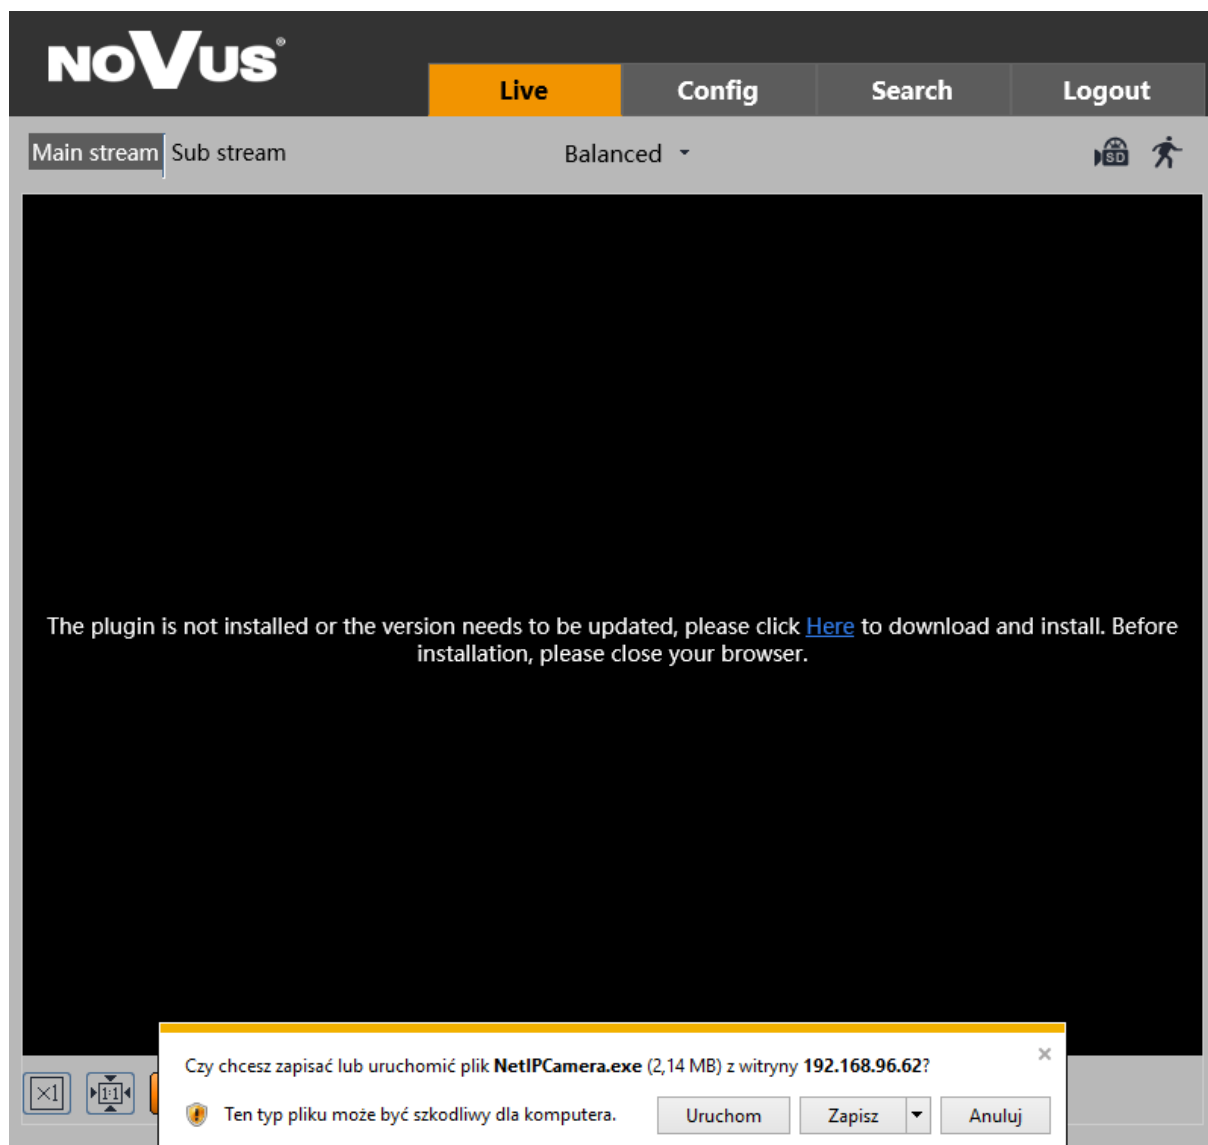 NOVUS®
Live Config Search Logout
Main stream Sub stream Balanced
SD
The plugin is not installed or the version needs to be updated, please click Here to download and install. Before
installation, please close your browser.
×1 1:1
Czy chcesz zapisać lub uruchomić plik NetIPCamera.exe (2,14 MB) z witryny 192.168.96.62?
Ten typ pliku może być szkodliwy dla komputera. Uruchom Zapisz Anuluj